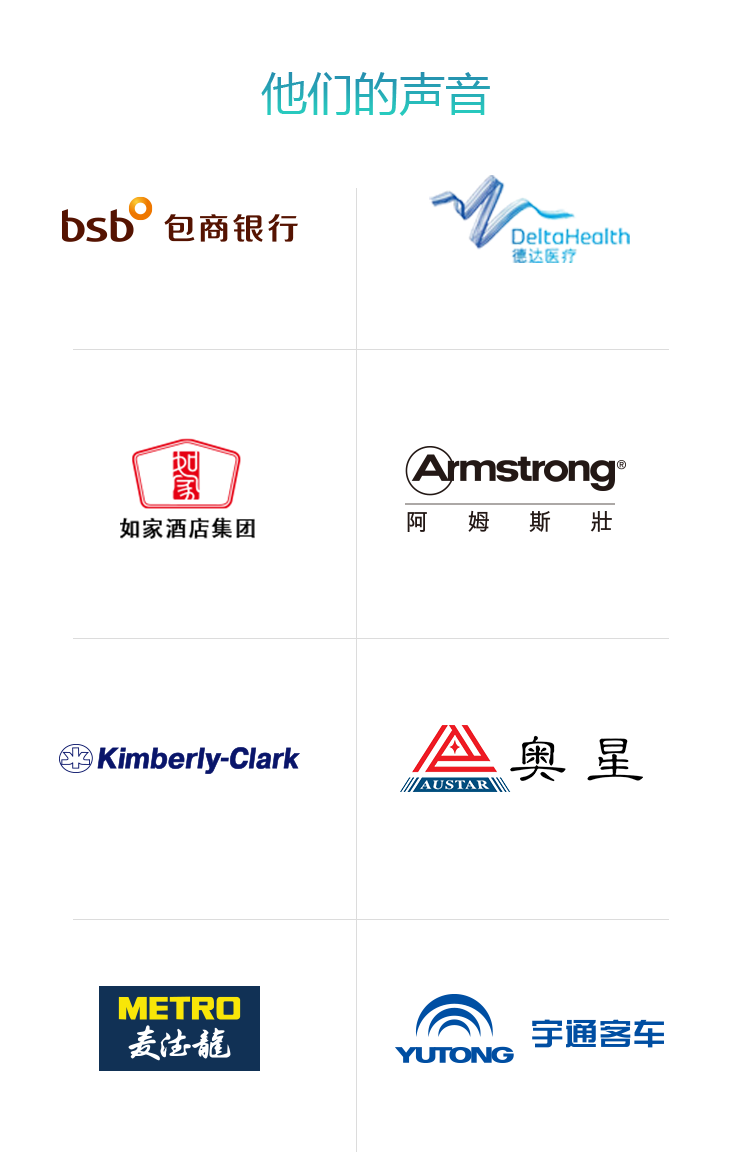 他们的声音
bsb 包商银行
DeltaHealth
德达医疗
如家
如家酒店集团
Armstrong®
阿姆斯壯
Kimberly-Clark
AUSTAR 奥星
METRO
麦德龍
YUTONG 宇通客车